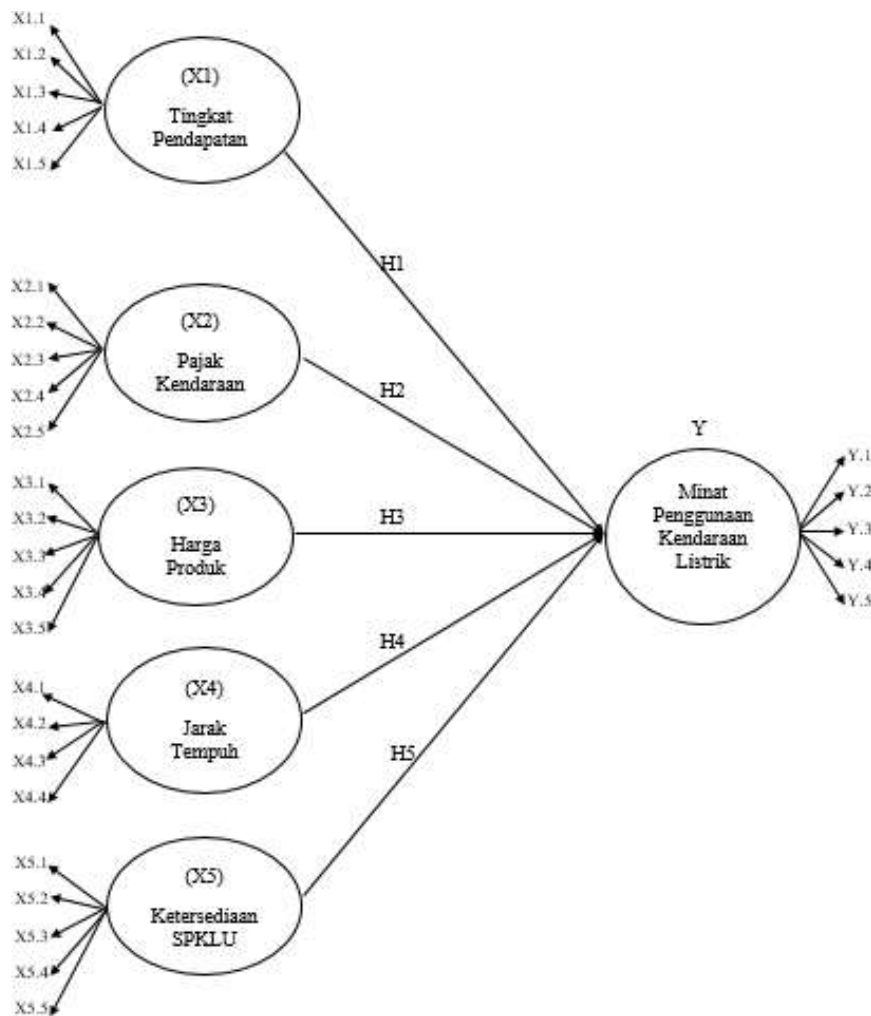 X1.1
X1.2
X1.3
X1.4
X1.5
(X1)
Tingkat
Pendapatan
H1
X2.1
X2.2
X2.3
X2.4
X2.5
(X2)
Pajak
Kendaraan
H2
X3.1
X3.2
X3.3
X3.4
X3.5
(X3)
Harga
Produk
H3
X4.1
X4.2
X4.3
X4.4
(X4)
Jarak
Tempuh
H4
X5.1
X5.2
X5.3
X5.4
X5.5
(X5)
Ketersediaan
SPKLU
H5
Y
Minat
Penggunaan
Kendaraan
Listrik
Y.1
Y.2
Y.3
Y.4
Y.5